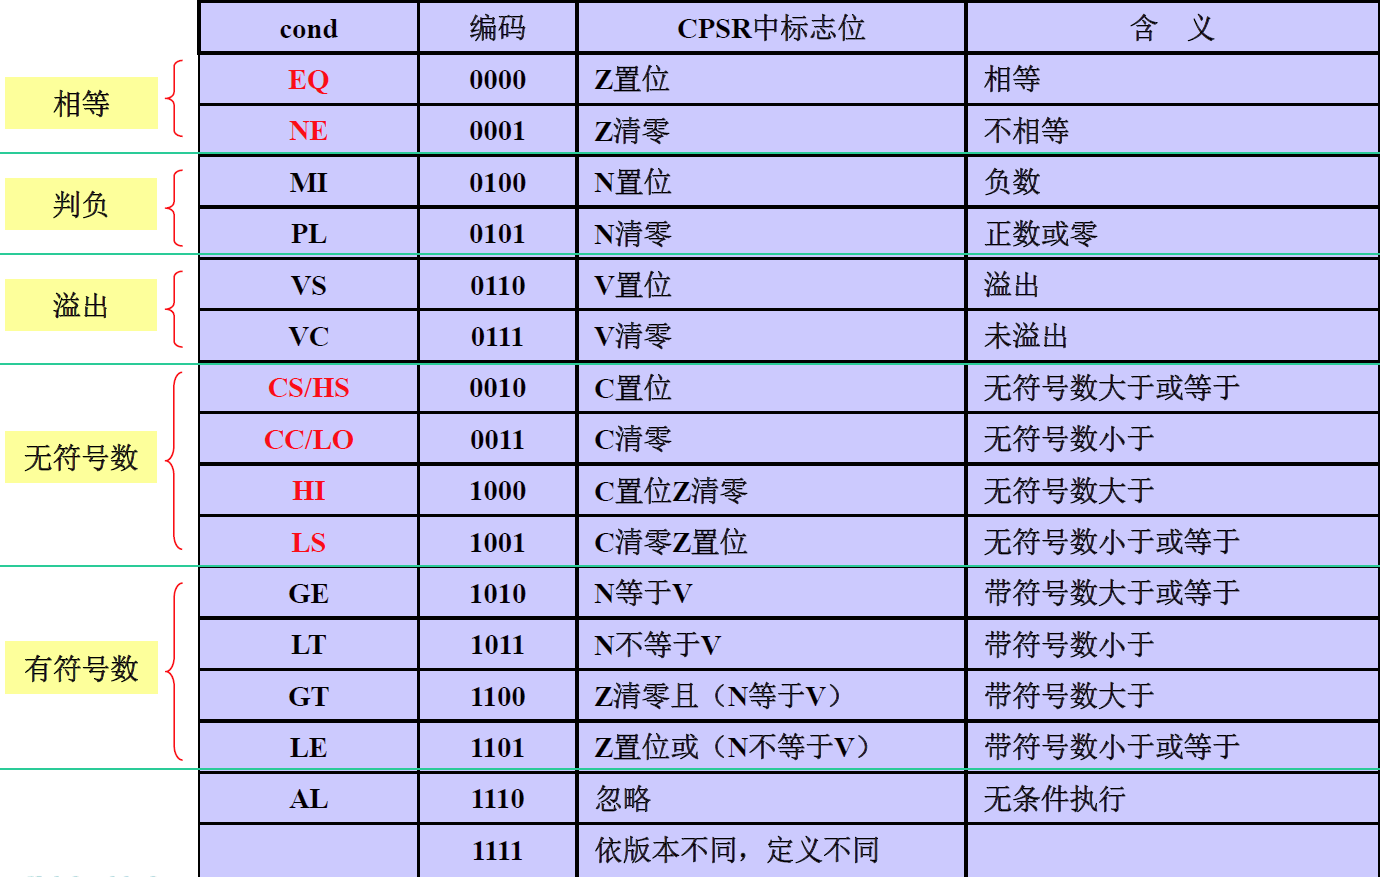 cond 编码 CPSR中标志位 含 义
相等
EQ 0000 Z置位 相等
NE 0001 Z清零 不相等
判负
MI 0100 N置位 负数
PL 0101 N清零 正数或零
溢出
VS 0110 V置位 溢出
VC 0111 V清零 未溢出
无符号数
CS/HS 0010 C置位 无符号数大于或等于
CC/LO 0011 C清零 无符号数小于
HI 1000 C置位Z清零 无符号数大于
LS 1001 C清零Z置位 无符号数小于或等于
有符号数
GE 1010 N等于V 带符号数大于或等于
LT 1011 N不等于V 带符号数小于
GT 1100 Z清零且（N等于V） 带符号数大于
LE 1101 Z置位或（N不等于V） 带符号数小于或等于
AL 1110 忽略 无条件执行
1111 依版本不同，定义不同